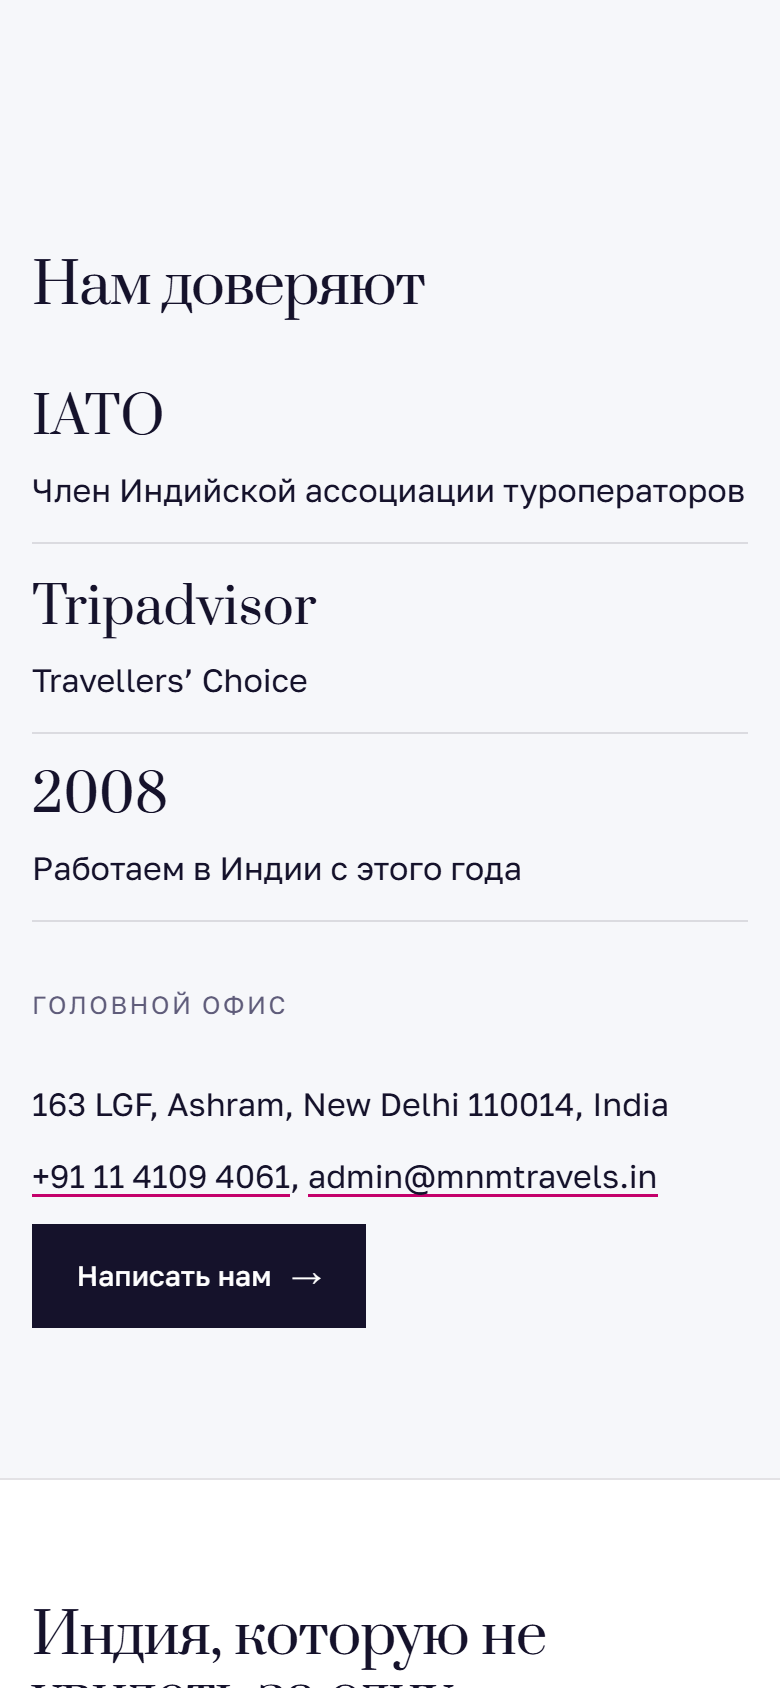 Нам доверяют
IATO
Член Индийской ассоциации туроператоров
Tripadvisor
Travellers’ Choice
2008
Работаем в Индии с этого года
ГОЛОВНОЙ ОФИС
163 LGF, Ashram, New Delhi 110014, India
+91 11 4109 4061, admin@mnmtravels.in
Написать нам →
Индия, которую не